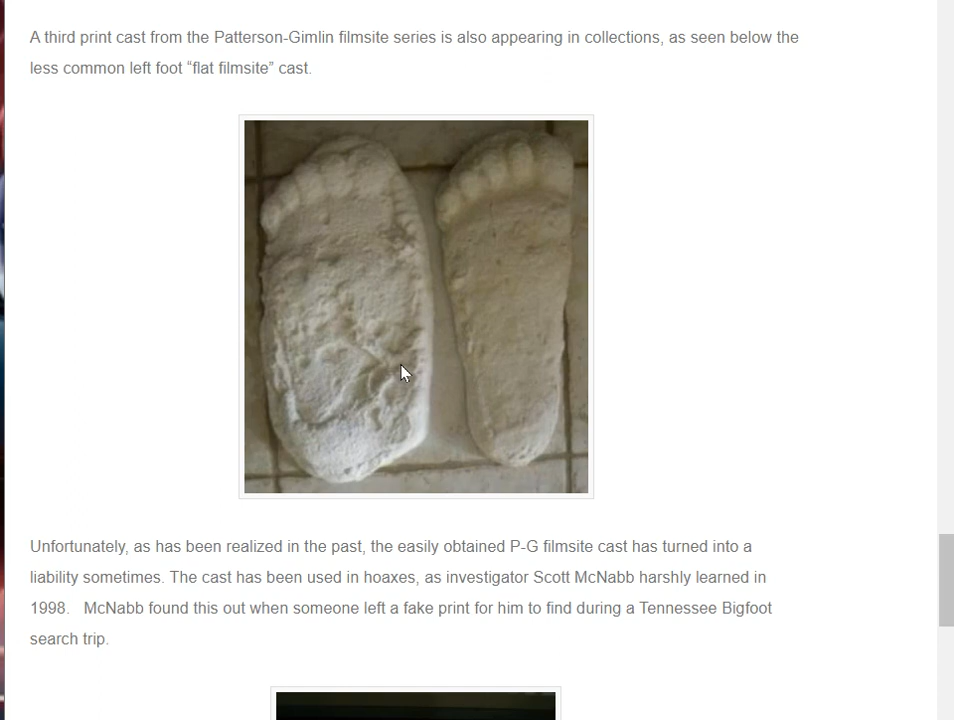 A third print cast from the Patterson-Gimlin filmsite series is also appearing in collections, as seen below the
less common left foot “flat filmsite” cast.
Unfortunately, as has been realized in the past, the easily obtained P-G filmsite cast has turned into a
liability sometimes. The cast has been used in hoaxes, as investigator Scott McNabb harshly learned in
1998.   McNabb found this out when someone left a fake print for him to find during a Tennessee Bigfoot
search trip.